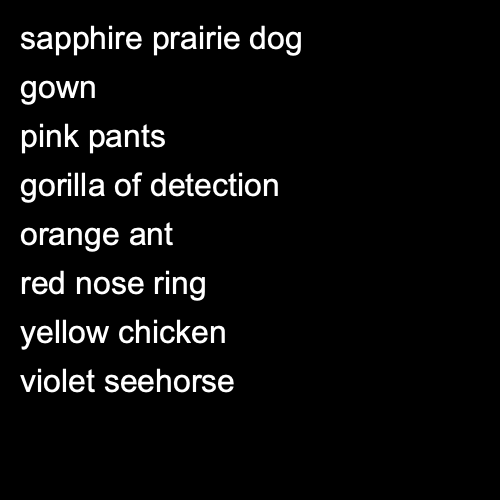 sapphire prairie dog
gown
pink pants
gorilla of detection
orange ant
red nose ring
yellow chicken
violet seehorse